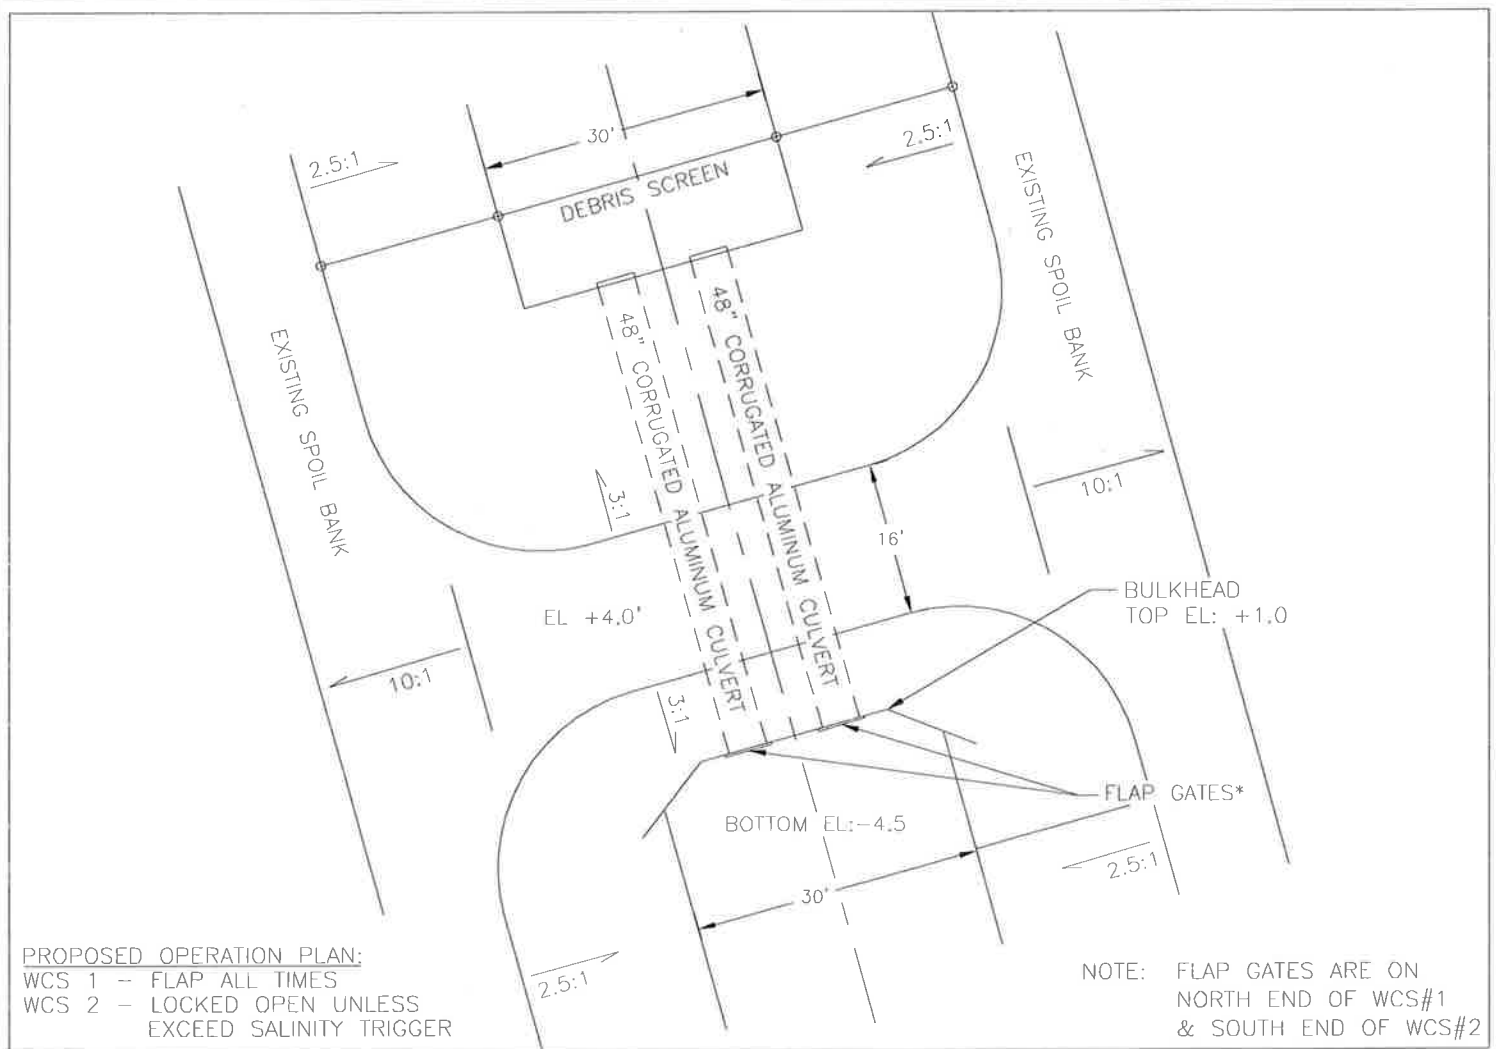 30'
2.5:1
2.5:1
DEBRIS SCREEN
EXISTING SPOIL BANK
EXISTING SPOIL BANK
48" CORRUGATED ALUMINUM CULVERT
48" CORRUGATED ALUMINUM CULVERT
3:1
10:1
16'
EL +4.0'
BULKHEAD
TOP EL: +1.0
10:1
3:1
FLAP GATES*
BOTTOM EL:-4.5
2.5:1
30'
2.5:1
PROPOSED OPERATION PLAN:
WCS 1 - FLAP ALL TIMES
WCS 2 - LOCKED OPEN UNLESS
EXCEED SALINITY TRIGGER
NOTE: FLAP GATES ARE ON
NORTH END OF WCS#1
& SOUTH END OF WCS#2